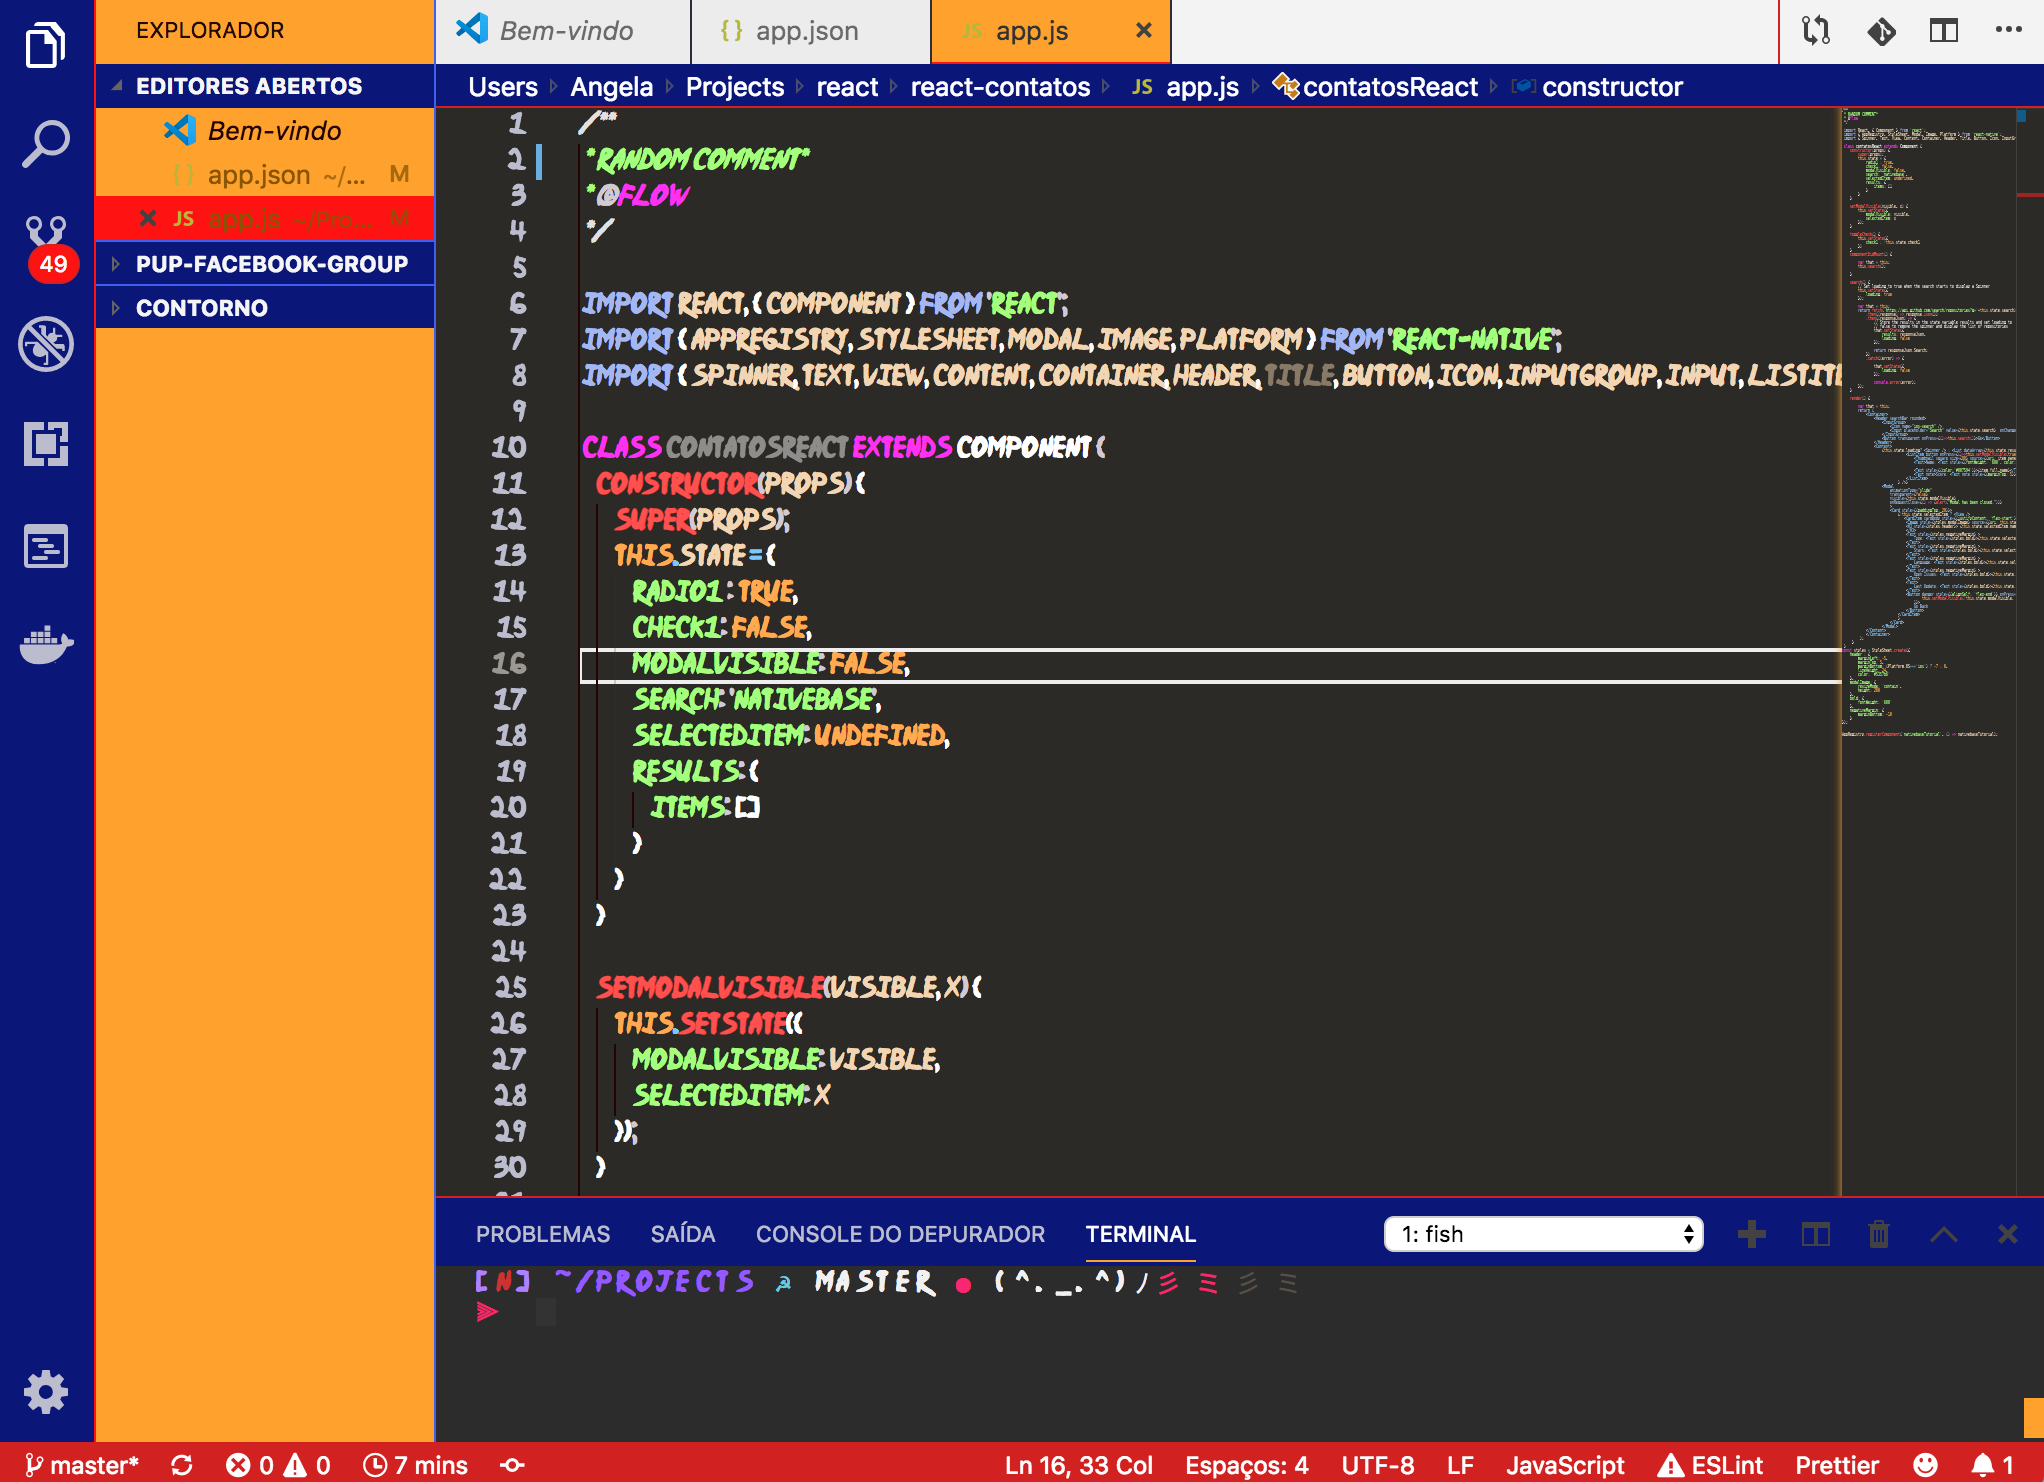 EXPLORADOR
EDITORES ABERTOS
Bem-vindo
app.json ~/... M
JS app.js ~/Pro... M
PUP-FACEBOOK-GROUP
CONTORNO
49
Bem-vindo
{ } app.json
JS app.js
Users Angela Projects react react-contatos JS app.js contatosReact constructor
1 /**
2 * RANDOM COMMENT*
3 * @FLOW
4 */
5
6 IMPORT REACT, { COMPONENT } FROM 'REACT';
7 IMPORT { APPREGISTRY, STYLESHEET, MODAL, IMAGE, PLATFORM } FROM 'REACT-NATIVE';
8 IMPORT { SPINNER, TEXT, VIEW, CONTENT, CONTAINER, HEADER, TITLE, BUTTON, ICON, INPUTGROUP, INPUT, LISTITE
9
10 CLASS CONTATOSREACT EXTENDS COMPONENT {
11 CONSTRUCTOR(PROPS) {
12 SUPER(PROPS);
13 THIS.STATE = {
14 RADIO1 : TRUE,
15 CHECK1: FALSE,
16 MODALVISIBLE: FALSE,
17 SEARCH: 'NATIVEBASE',
18 SELECTEDITEM: UNDEFINED,
19 RESULTS: {
20 ITEMS: []
21 }
22 }
23 }
24
25 SETMODALVISIBLE(VISIBLE, X) {
26 THIS.SETSTATE({
27 MODALVISIBLE: VISIBLE,
28 SELECTEDITEM: X
29 });
30 }
PROBLEMAS SAÍDA CONSOLE DO DEPURADOR TERMINAL 1: fish
[N] ~/PROJECTS MASTER ● (^._.^)ﾉ彡 ミ 彡 ミ
master* 0 0 7 mins Ln 16, 33 Col Espaços: 4 UTF-8 LF JavaScript ESLint Prettier 1